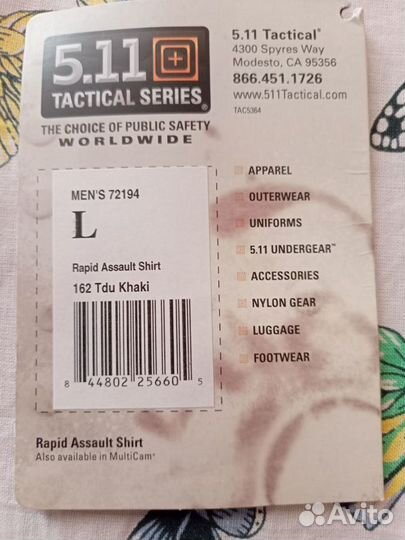 5.11
TACTICAL SERIES®
THE CHOICE OF PUBLIC SAFETY
WORLDWIDE
5.11 Tactical®
4300 Spyres Way
Modesto, CA 95356
866.451.1726
www.511Tactical.com
TAC5364
MEN'S 72194
L
Rapid Assault Shirt
162 Tdu Khaki
8 44802 25660 5
APPAREL
OUTERWEAR
UNIFORMS
5.11 UNDERGEAR™
ACCESSORIES
NYLON GEAR
LUGGAGE
FOOTWEAR
Rapid Assault Shirt
Also available in MultiCam®
Avito